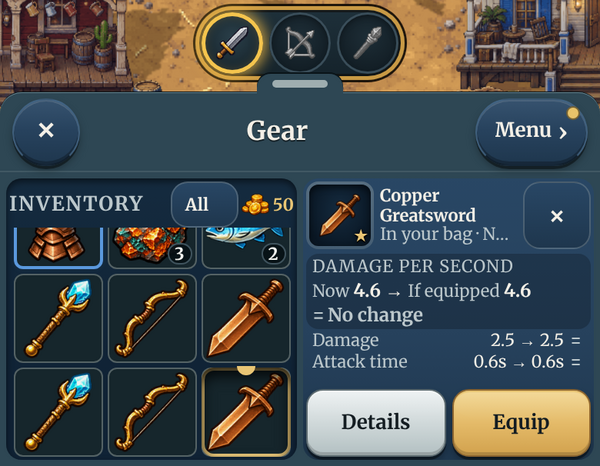 × Gear Menu ›
INVENTORY All 50
3 2
Copper
Greatsword
In your bag · N...
×
DAMAGE PER SECOND
Now 4.6 → If equipped 4.6
= No change
Damage 2.5 → 2.5 =
Attack time 0.6s → 0.6s =
Details Equip